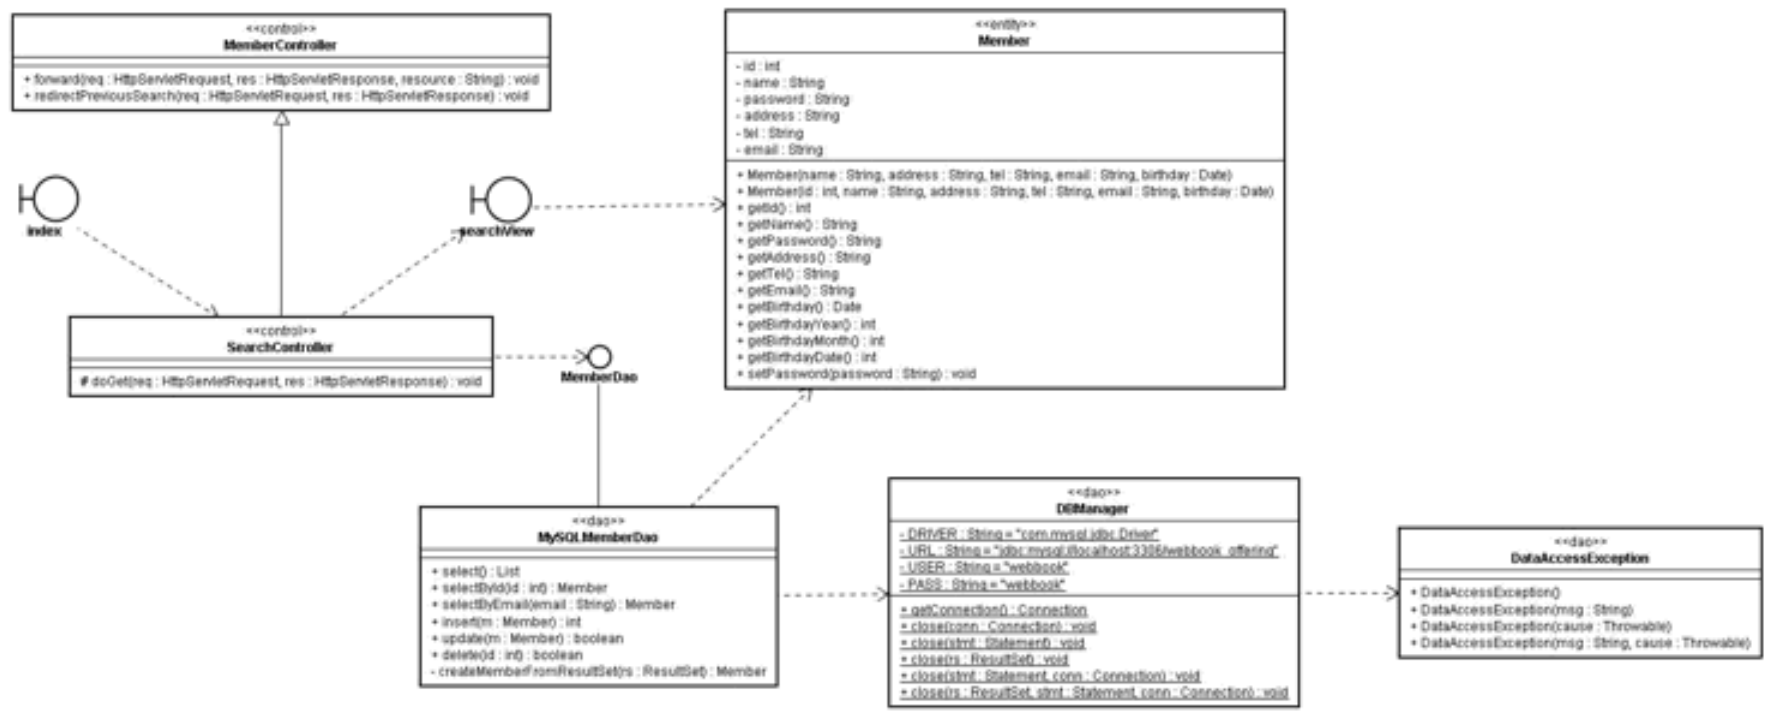 <<control>>
MemberController
+ forward(req : HttpServletRequest, res : HttpServletResponse, resource : String) : void
+ redirectPreviousSearch(req : HttpServletRequest, res : HttpServletResponse) : void
<<entity>>
Member
- id : int
- name : String
- password : String
- address : String
- tel : String
- email : String
+ Member(name : String, address : String, tel : String, email : String, birthday : Date)
+ Member(id : int, name : String, address : String, tel : String, email : String, birthday : Date)
+ getId() : int
+ getName() : String
+ getPassword() : String
+ getAddress() : String
+ getTel() : String
+ getEmail() : String
+ getBirthday() : Date
+ getBirthdayYear() : int
+ getBirthdayMonth() : int
+ getBirthdayDate() : int
+ setPassword(password : String) : void
index
searchView
<<control>>
SearchController
# doGet(req : HttpServletRequest, res : HttpServletResponse) : void
MemberDao
<<dao>>
MySQLMemberDao
+ select() : List
+ selectById(id : int) : Member
+ selectByEmail(email : String) : Member
+ insert(m : Member) : int
+ update(m : Member) : boolean
+ delete(id : int) : boolean
- createMemberFromResultSet(rs : ResultSet) : Member
<<dao>>
DBManager
- DRIVER : String = "com.mysql.jdbc.Driver"
- URL : String = "jdbc:mysql://localhost:3306/webbook_offering"
- USER : String = "webbook"
- PASS : String = "webbook"
+ getConnection() : Connection
+ close(conn : Connection) : void
+ close(stmt : Statement) : void
+ close(rs : ResultSet) : void
+ close(stmt : Statement, conn : Connection) : void
+ close(rs : ResultSet, stmt : Statement, conn : Connection) : void
<<dao>>
DataAccessException
+ DataAccessException()
+ DataAccessException(msg : String)
+ DataAccessException(cause : Throwable)
+ DataAccessException(msg : String, cause : Throwable)